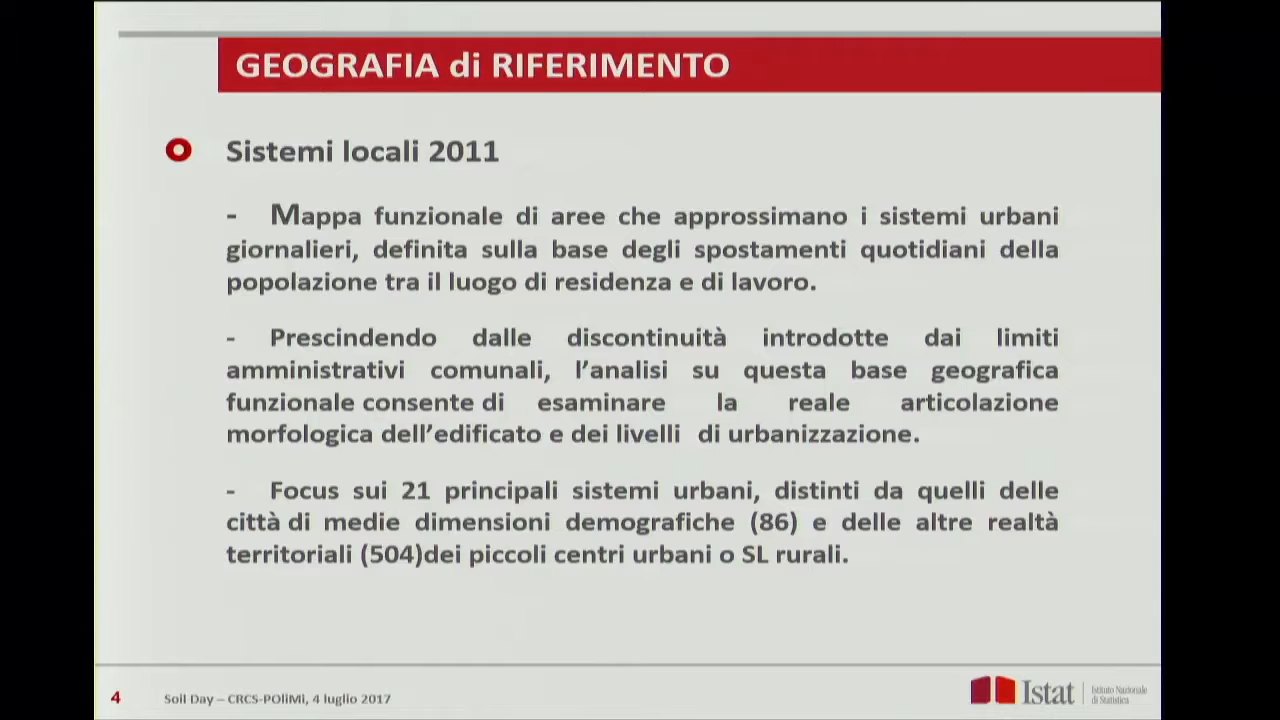 GEOGRAFIA di RIFERIMENTO
Sistemi locali 2011
- Mappa funzionale di aree che approssimano i sistemi urbani
giornalieri, definita sulla base degli spostamenti quotidiani della
popolazione tra il luogo di residenza e di lavoro.
- Prescindendo dalle discontinuità introdotte dai limiti
amministrativi comunali, l’analisi su questa base geografica
funzionale consente di esaminare la reale articolazione
morfologica dell’edificato e dei livelli di urbanizzazione.
- Focus sui 21 principali sistemi urbani, distinti da quelli delle
città di medie dimensioni demografiche (86) e delle altre realtà
territoriali (504)dei piccoli centri urbani o SL rurali.
4
Soil Day – CRCS-POliMi, 4 luglio 2017
Istat
Istituto Nazionale
di Statistica